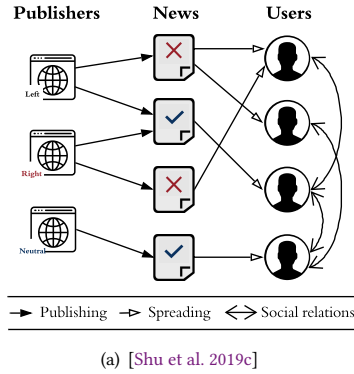 Publishers News Users
Left
Right
Neutral
Publishing Spreading Social relations
(a) [Shu et al. 2019c]